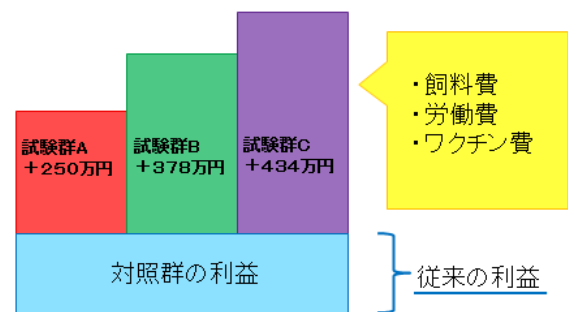 試験群A
＋250万円
試験群B
＋378万円
試験群C
＋434万円
・飼料費
・労働費
・ワクチン費
対照群の利益
従来の利益